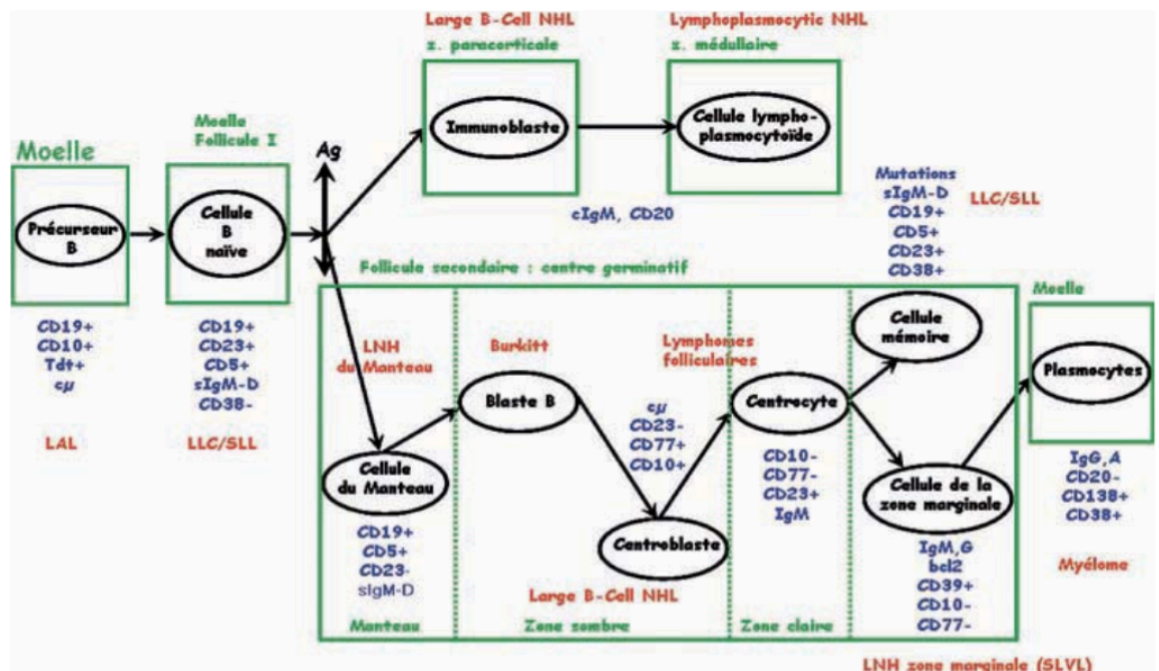 Large B-Cell NHL
z. paracorticale
Lymphoplasmocytic NHL
z. médullaire
Immunoblaste
Cellule lympho-
plasmocytoïde
Moelle
Follicule I
Moelle
Ag
Précurseur
B
Cellule
B
naïve
cIgM, CD20
Mutations
sIgM-D
CD19+
CD5+
CD23+
CD38+
LLC/SLL
Follicule secondaire : centre germinatif
CD19+
CD10+
Tdt+
cµ
LAL
CD19+
CD23+
CD5+
sIgM-D
CD38-
LLC/SLL
LNH
du Manteau
Burkitt
Lymphomes
folliculaires
Cellule
mémoire
Moelle
Plasmocytes
Blaste B
cµ
CD23-
CD77+
CD10+
Centrocyte
CD10-
CD77-
CD23+
IgM
Cellule
du Manteau
CD19+
CD5+
CD23-
sIgM-D
Centroblaste
Large B-Cell NHL
Cellule de la
zone marginale
IgM,G
bcl2
CD39+
CD10-
CD77-
IgG,A
CD20-
CD138+
CD38+
Myélome
Manteau
Zone sombre
Zone claire
LNH zone marginale (SLVL)